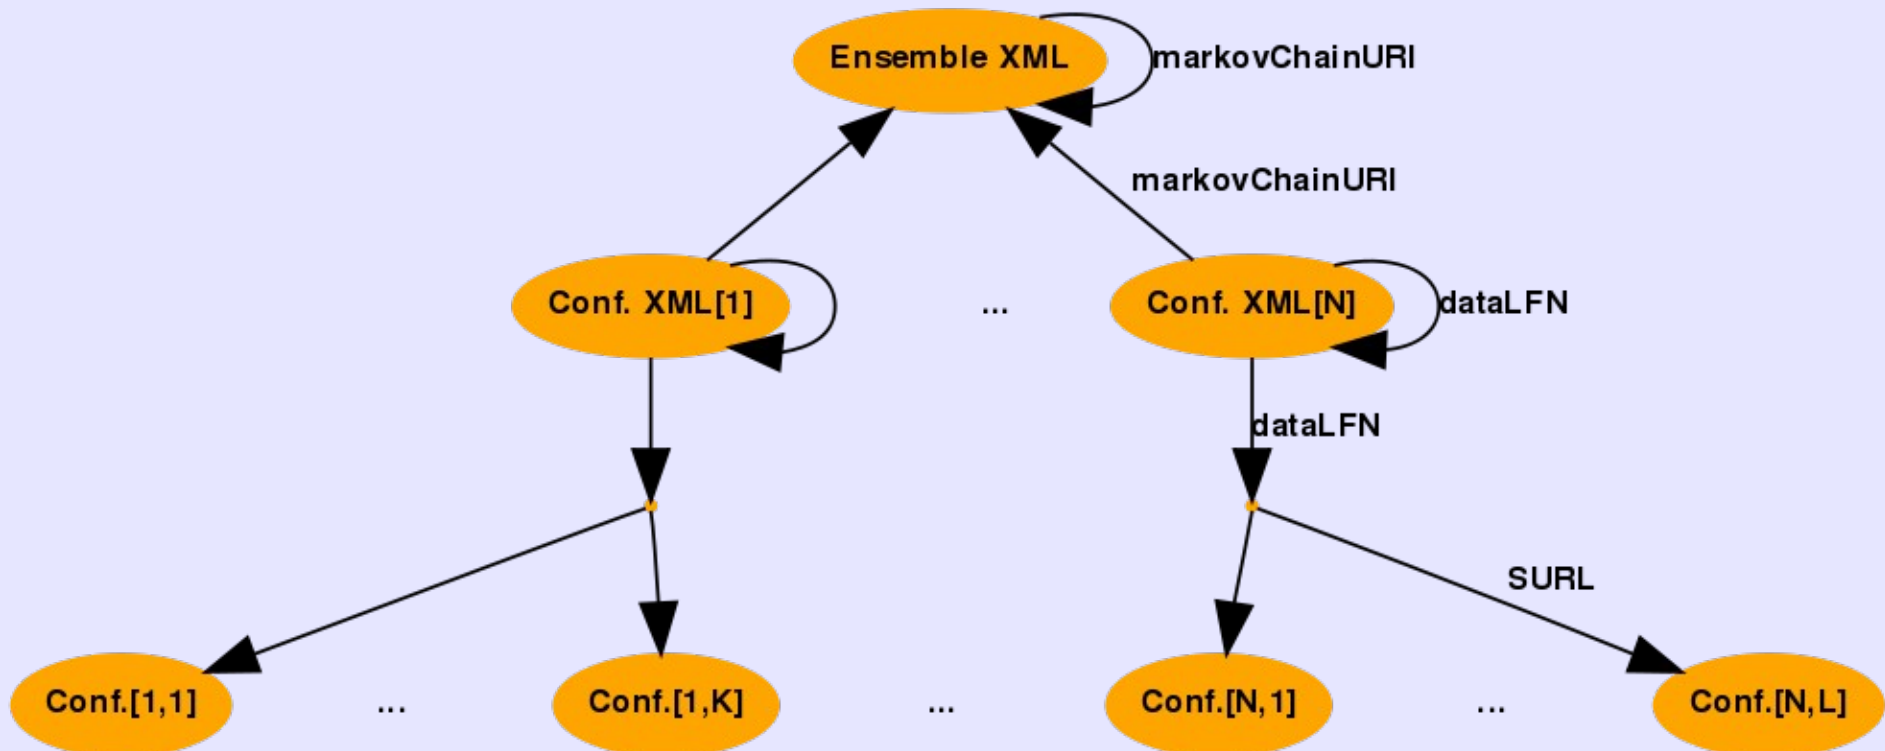 Ensemble XML
markovChainURI
markovChainURI
Conf. XML[1]
...
Conf. XML[N]
dataLFN
dataLFN
SURL
Conf.[1,1]
...
Conf.[1,K]
...
Conf.[N,1]
...
Conf.[N,L]